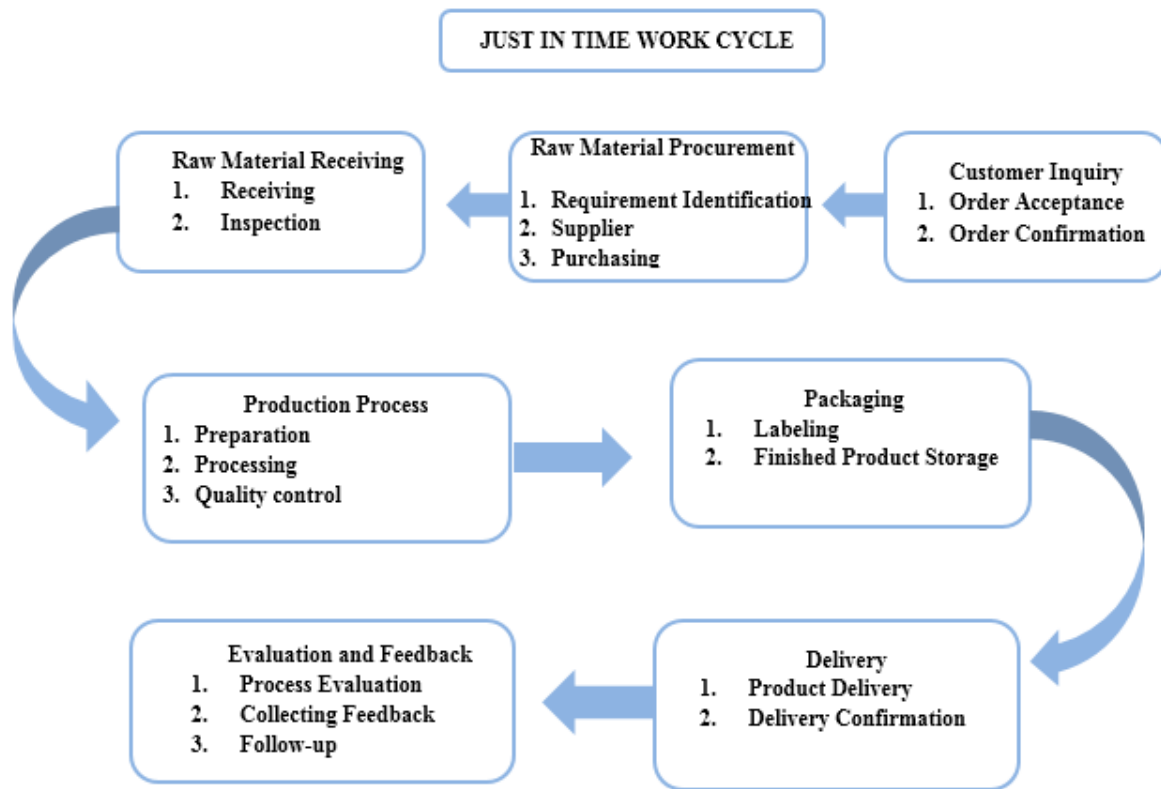 JUST IN TIME WORK CYCLE
Raw Material Receiving
1. Receiving
2. Inspection
Raw Material Procurement
1. Requirement Identification
2. Supplier
3. Purchasing
Customer Inquiry
1. Order Acceptance
2. Order Confirmation
Production Process
1. Preparation
2. Processing
3. Quality control
Packaging
1. Labeling
2. Finished Product Storage
Evaluation and Feedback
1. Process Evaluation
2. Collecting Feedback
3. Follow-up
Delivery
1. Product Delivery
2. Delivery Confirmation